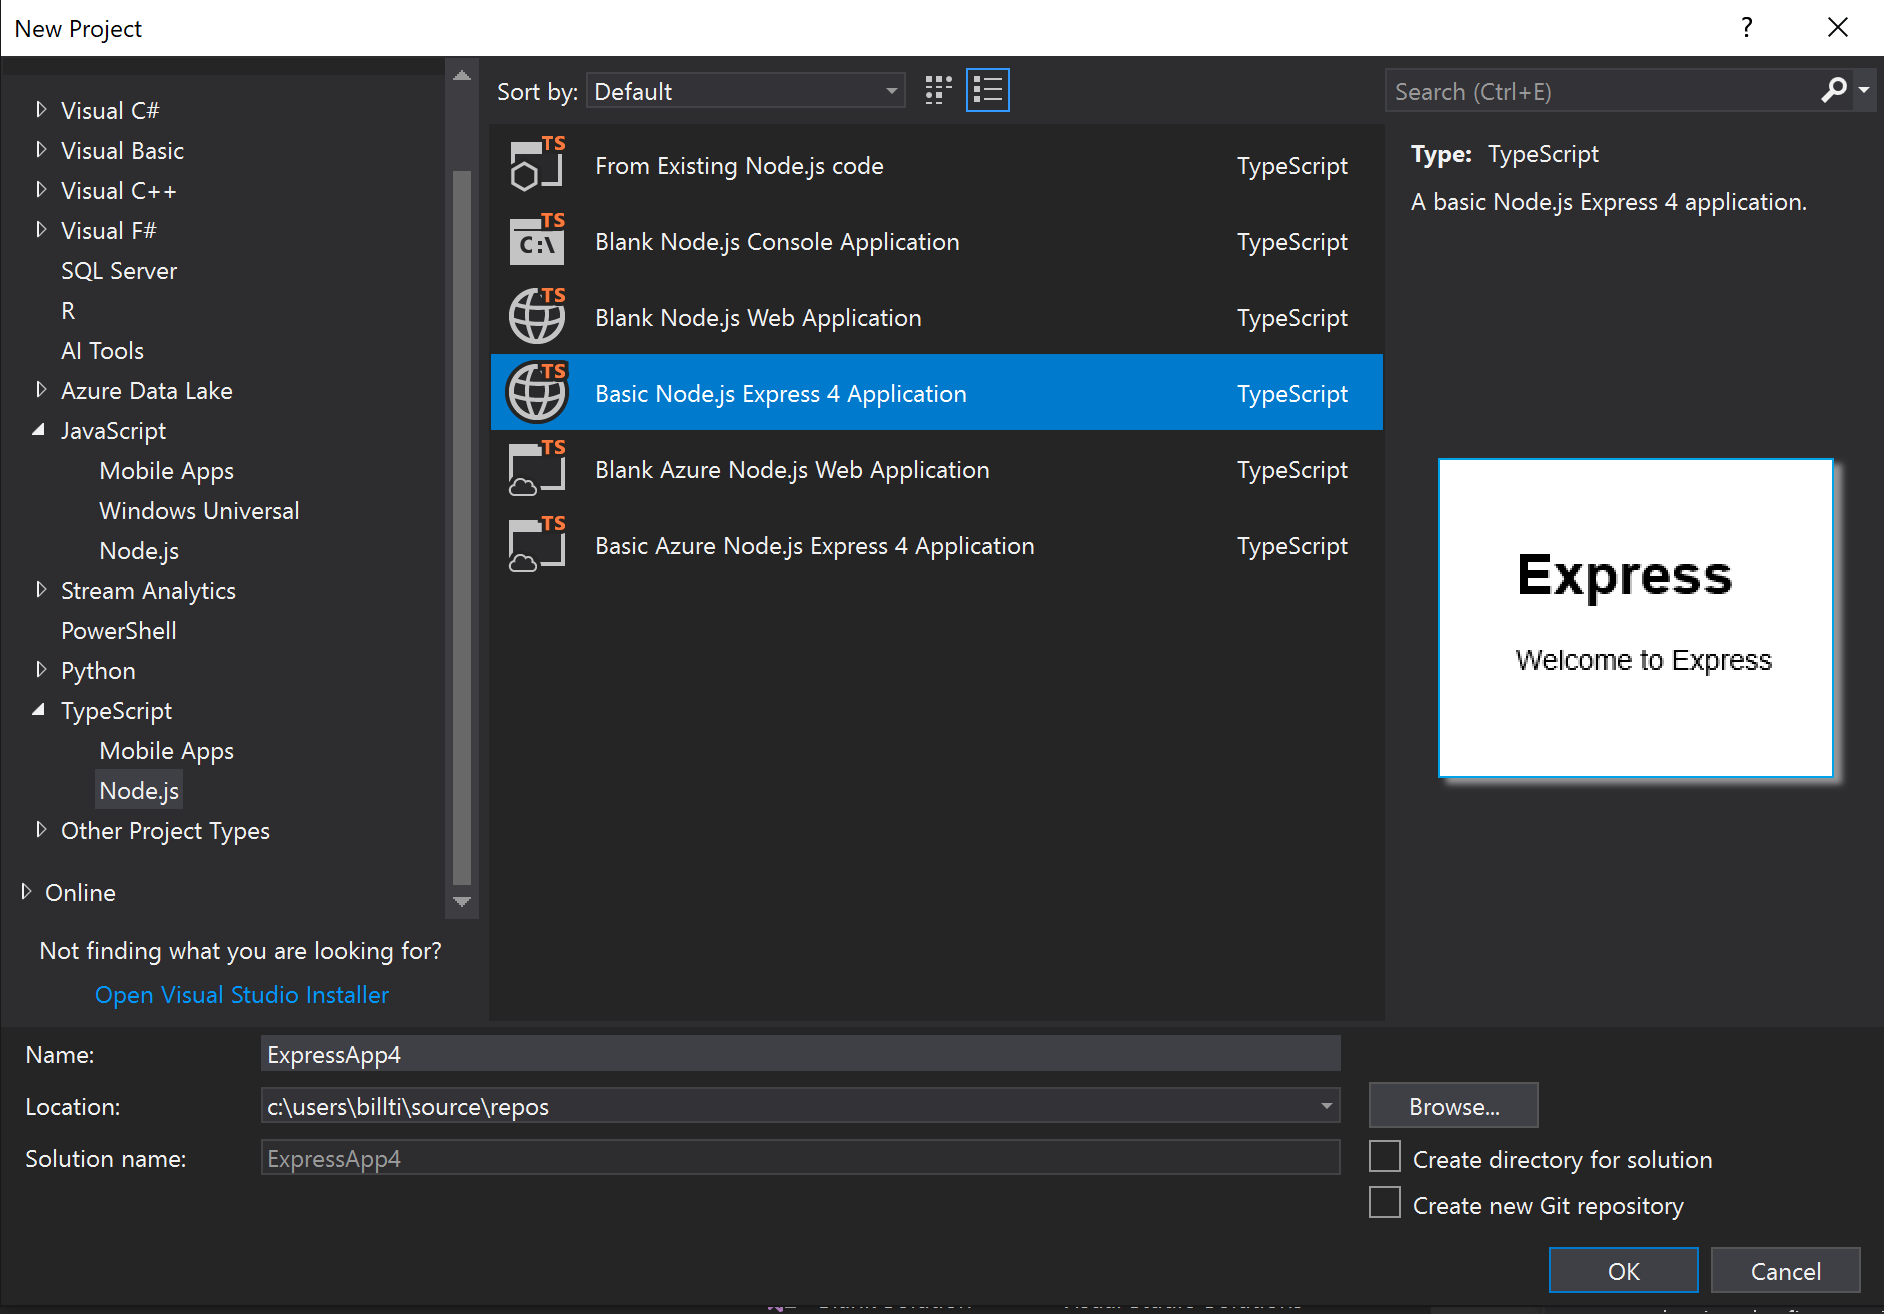 New Project
?
Visual C#
Visual Basic
Visual C++
Visual F#
SQL Server
R
AI Tools
Azure Data Lake
JavaScript
Mobile Apps
Windows Universal
Node.js
Stream Analytics
PowerShell
Python
TypeScript
Mobile Apps
Node.js
Other Project Types
Online
Not finding what you are looking for?
Open Visual Studio Installer
Sort by: Default
TS From Existing Node.js code TypeScript
TS C:\ Blank Node.js Console Application TypeScript
TS Blank Node.js Web Application TypeScript
TS Basic Node.js Express 4 Application TypeScript
TS Blank Azure Node.js Web Application TypeScript
TS Basic Azure Node.js Express 4 Application TypeScript
Search (Ctrl+E)
Type: TypeScript
A basic Node.js Express 4 application.
Express
Welcome to Express
Name: ExpressApp4
Location: c:\users\billti\source\repos
Browse...
Solution name: ExpressApp4
Create directory for solution
Create new Git repository
OK
Cancel